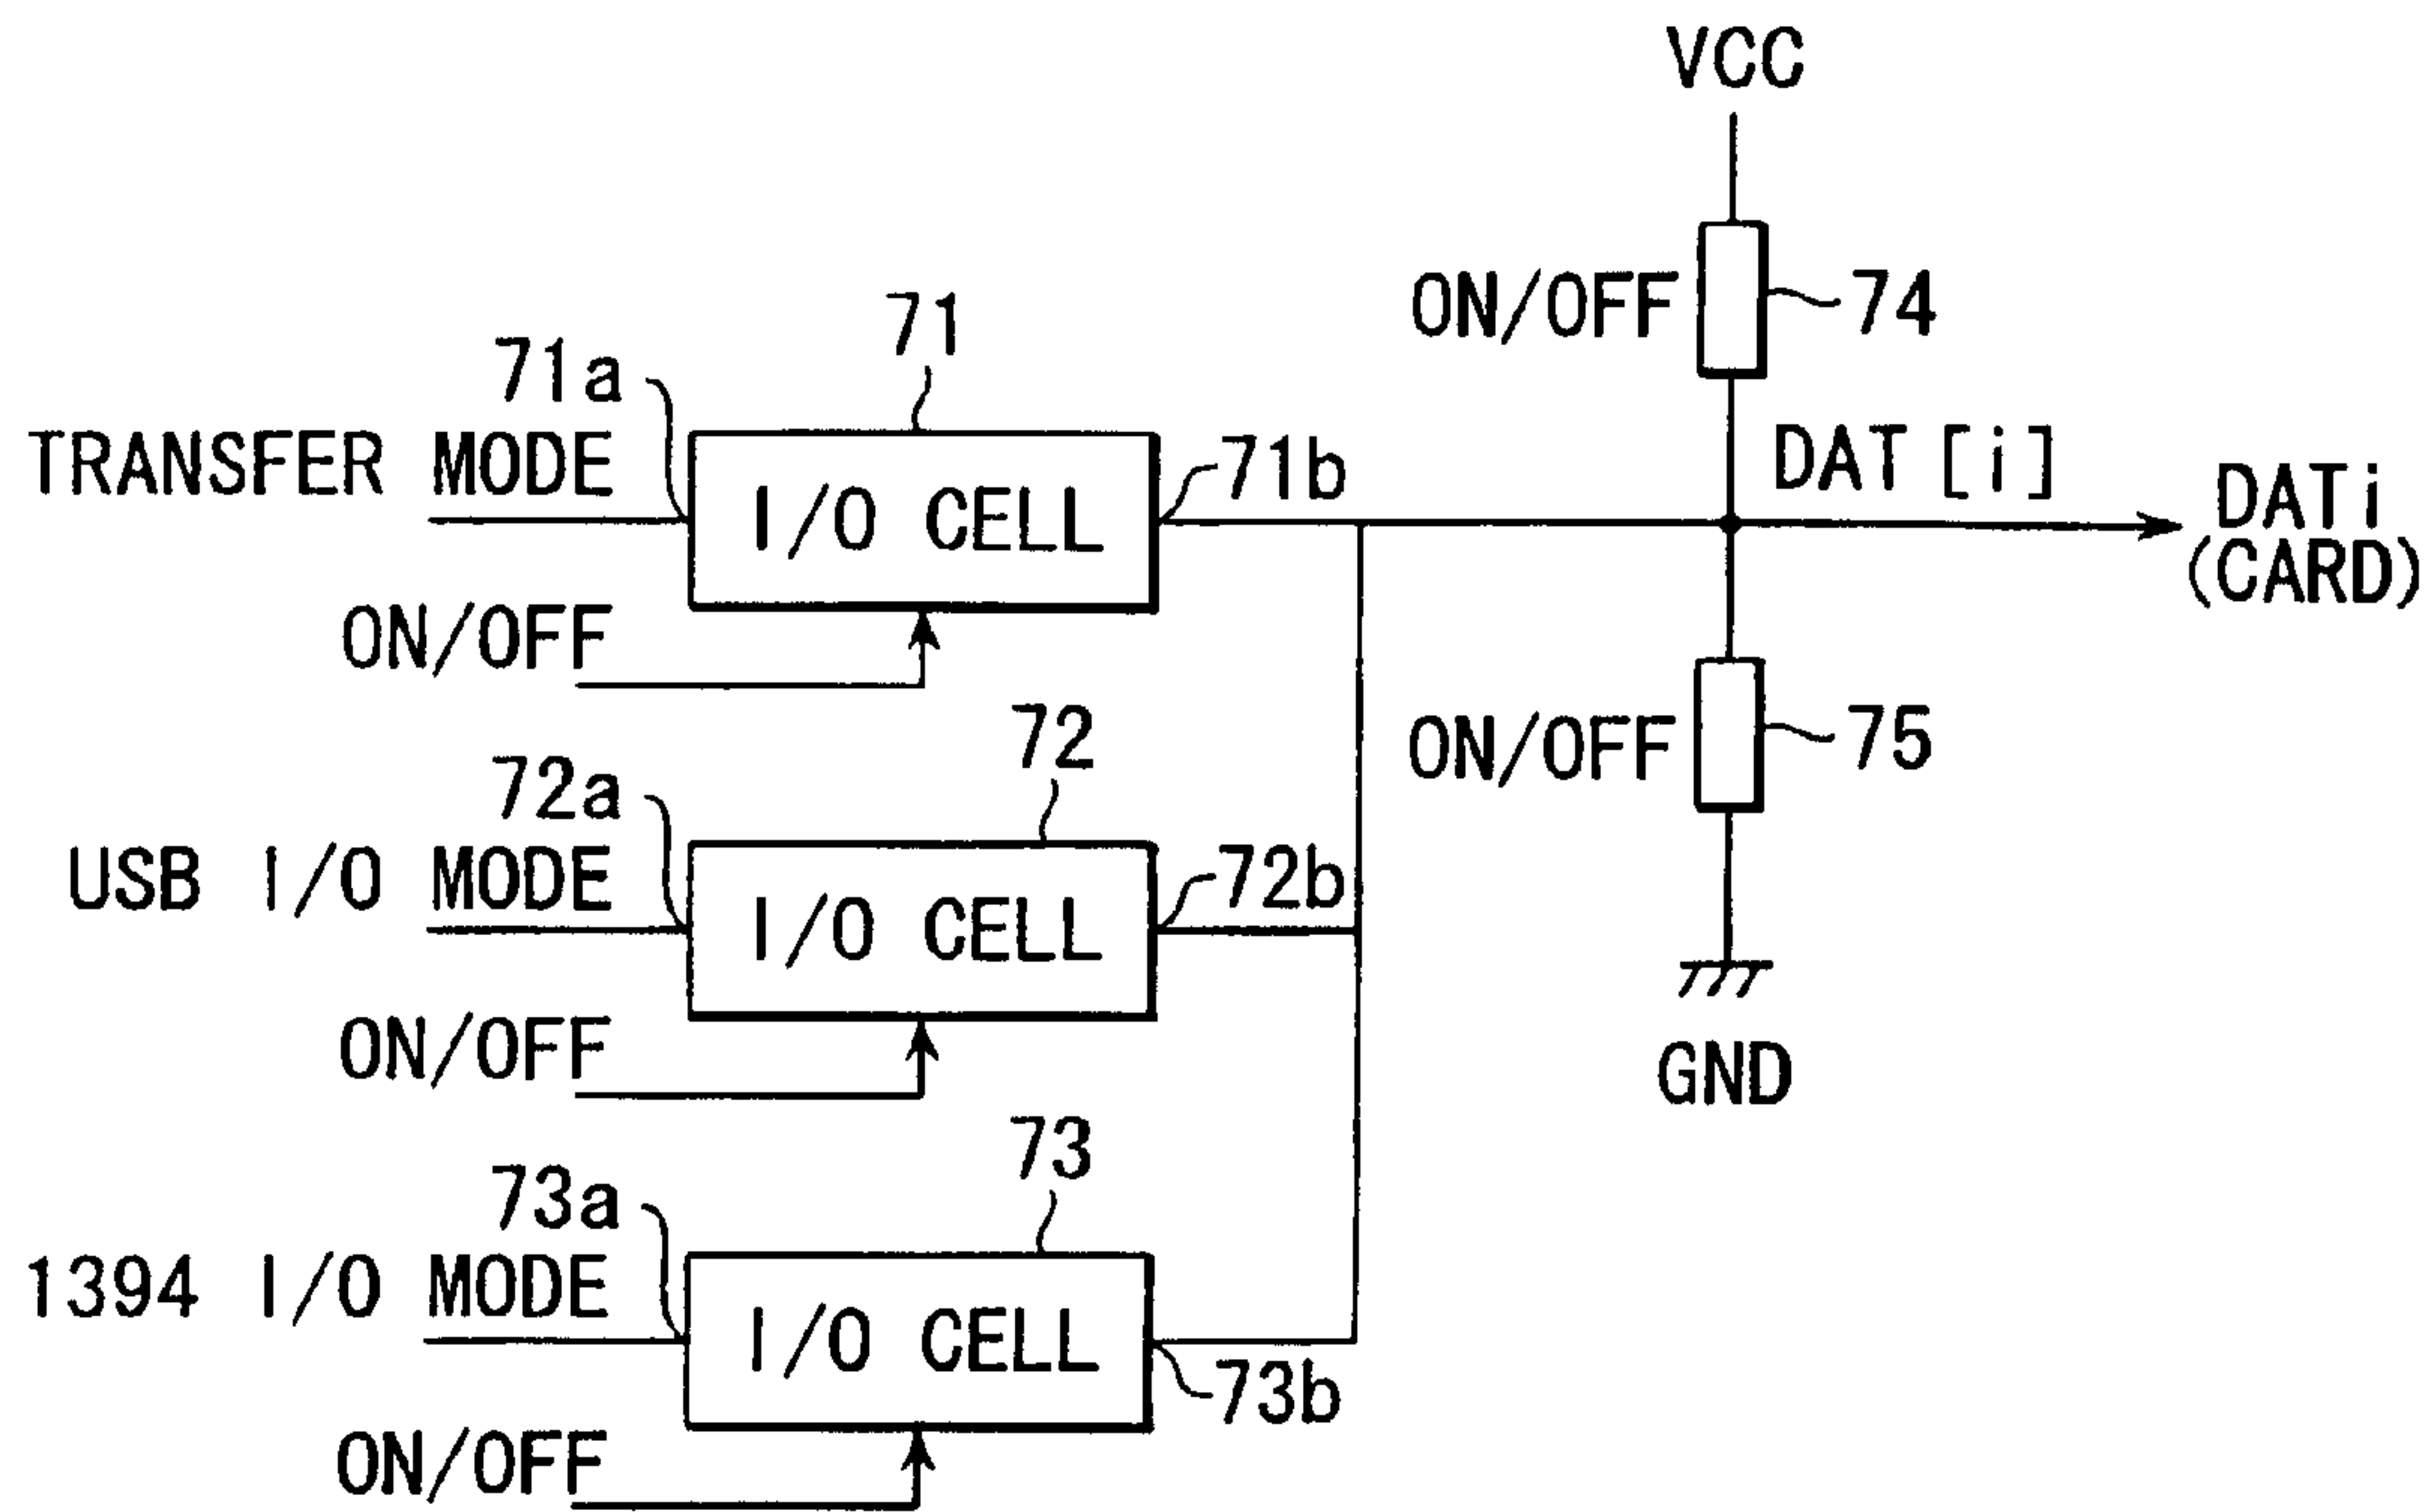 VCC
ON/OFF
74
71
71a
TRANSFER MODE
I/O CELL
71b
DAT [i]
DATi
(CARD)
ON/OFF
72
ON/OFF
75
72a
USB I/O MODE
I/O CELL
72b
ON/OFF
GND
73
73a
1394 I/O MODE
I/O CELL
73b
ON/OFF